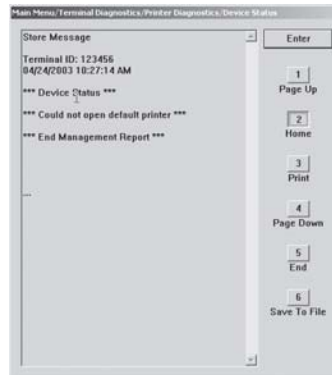 Main Menu/Terminal Diagnostics/Printer Diagnostics/Device Status
Store Message
Terminal ID: 123456
04/24/2003 10:27:14 AM
*** Device Status ***
*** Could not open default printer ***
*** End Management Report ***
...
Enter
1
Page Up
2
Home
3
Print
4
Page Down
5
End
6
Save To File